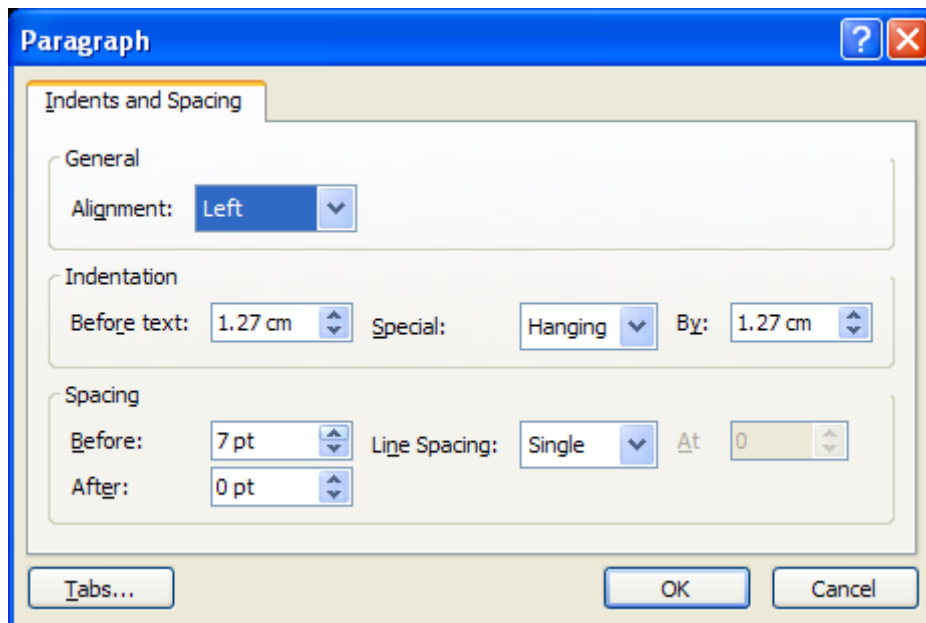 Paragraph
Indents and Spacing
General
Alignment: Left
Indentation
Before text: 1.27 cm Special: Hanging By: 1.27 cm
Spacing
Before: 7 pt Line Spacing: Single At 0
After: 0 pt
Tabs... OK Cancel